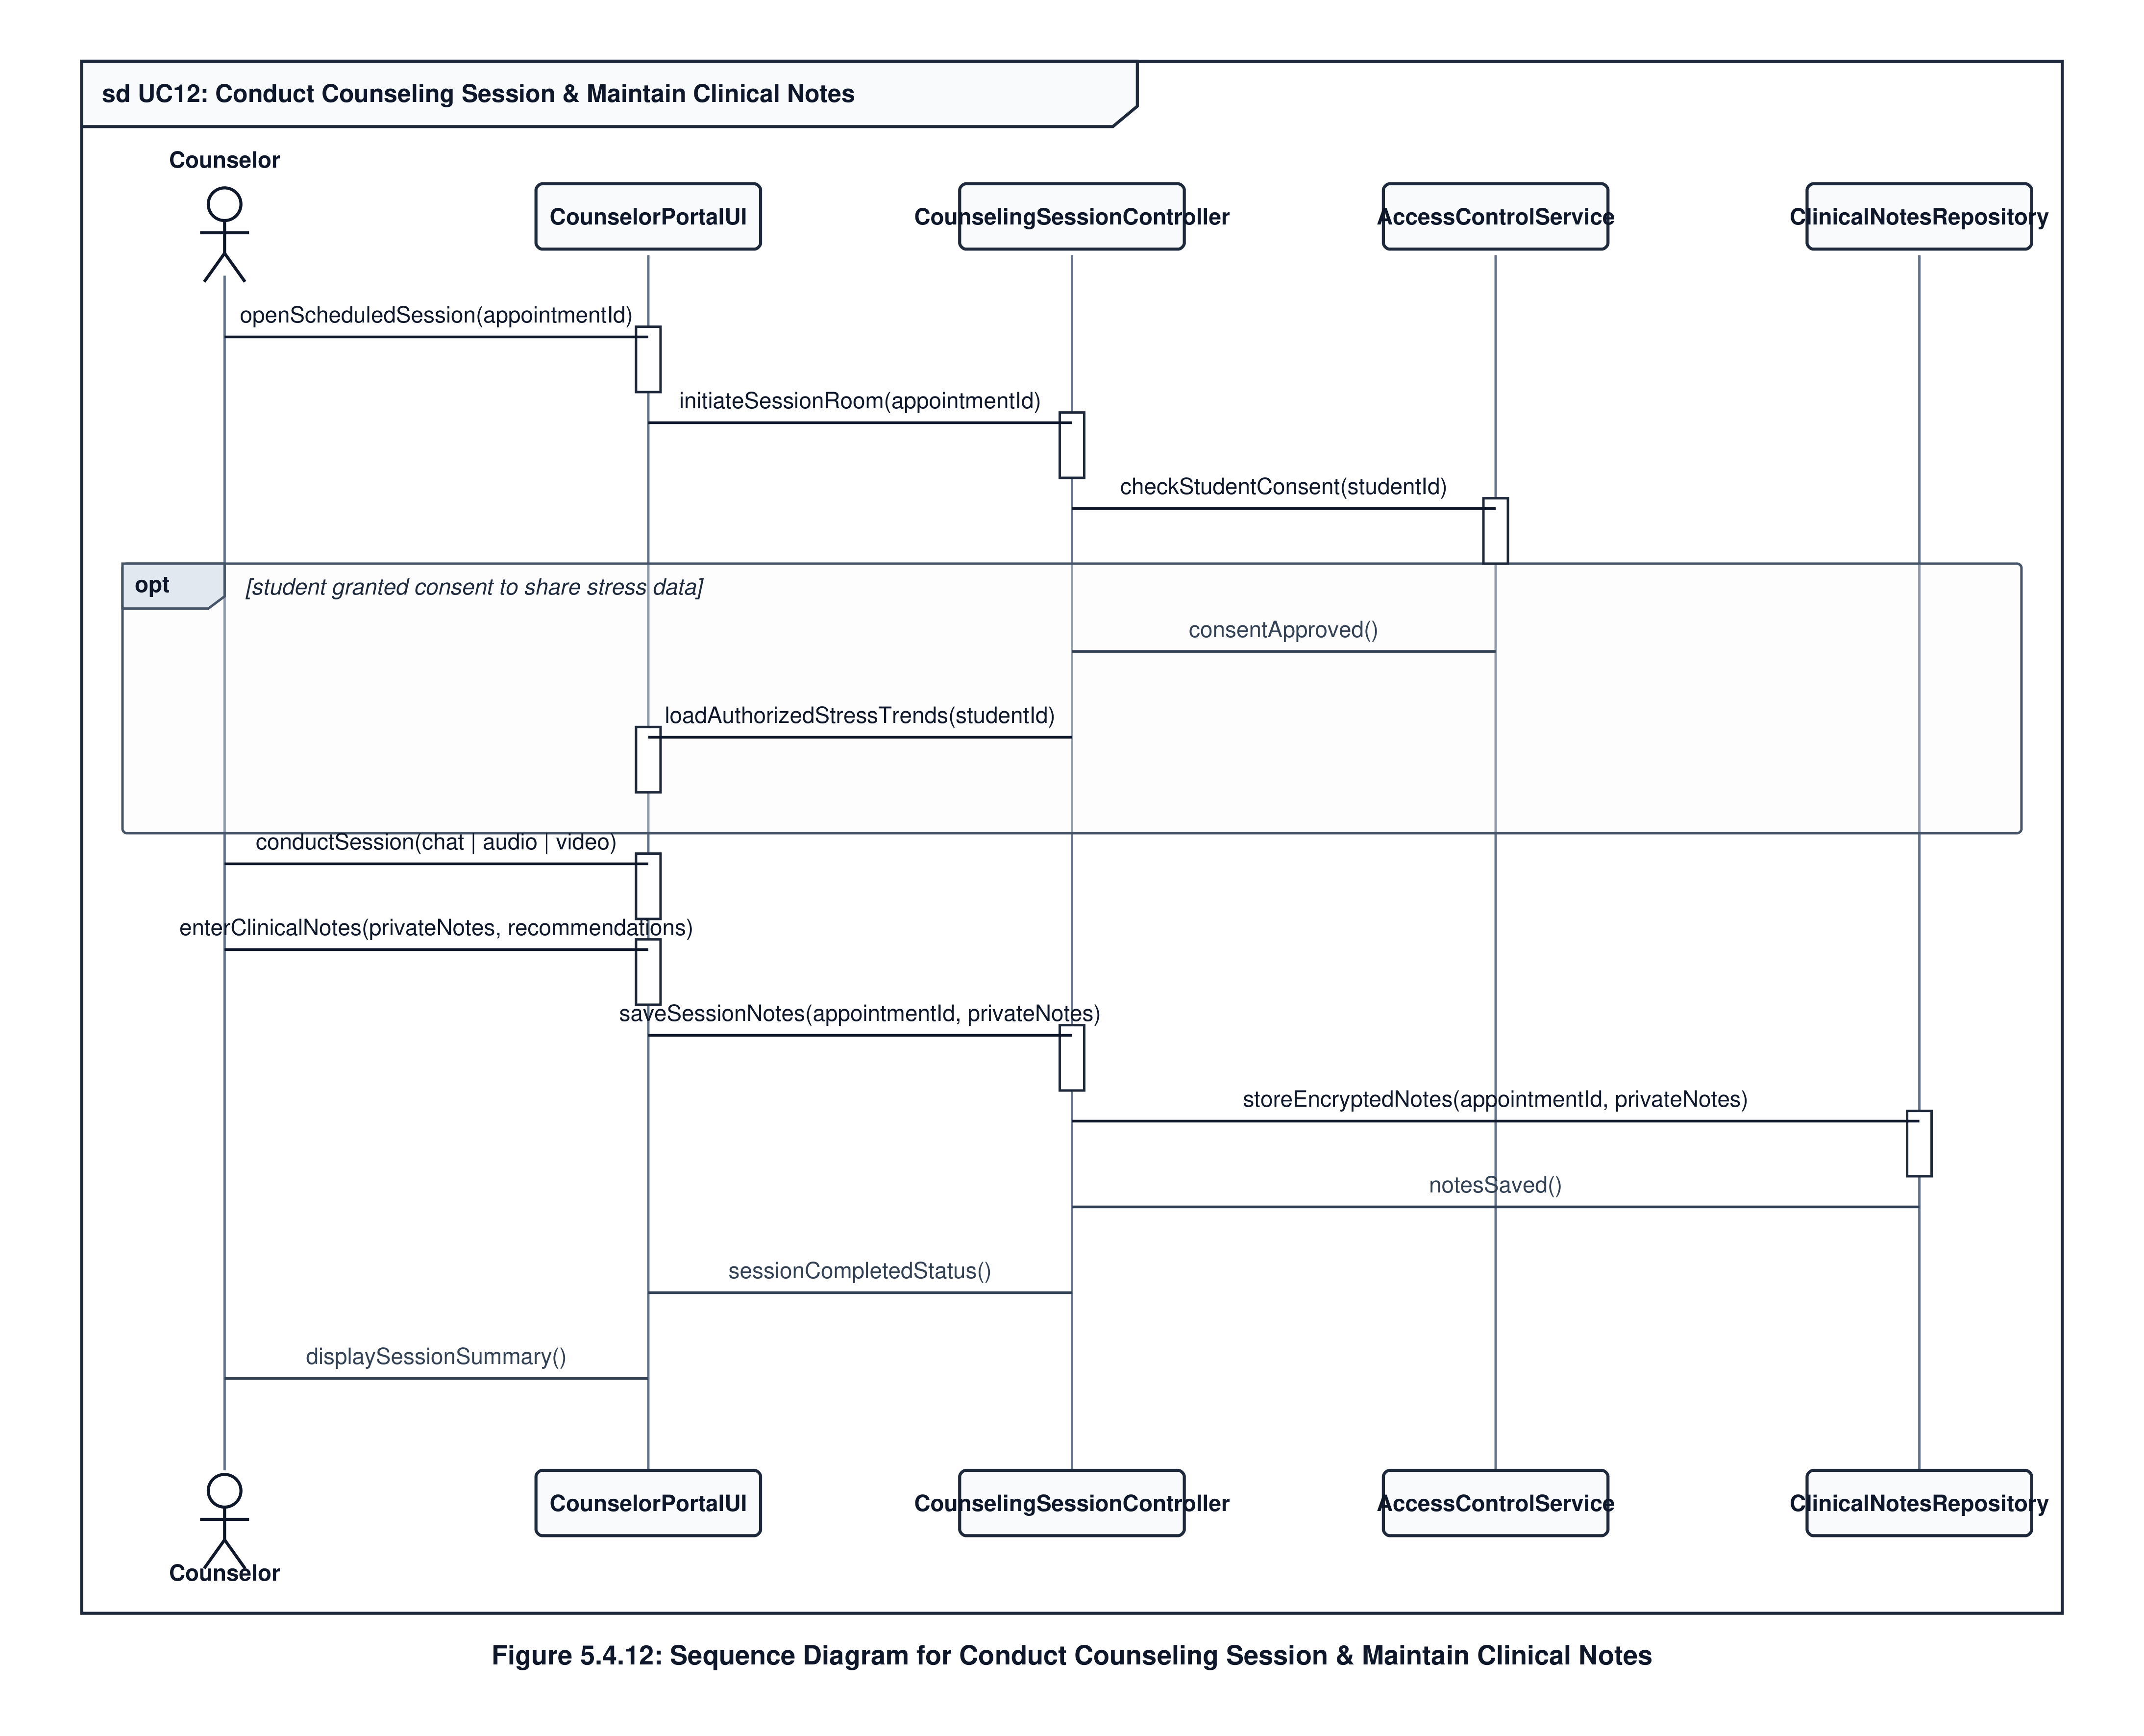 sd UC12: Conduct Counseling Session & Maintain Clinical Notes
Counselor
CounselorPortalUI
CounselingSessionController
AccessControlService
ClinicalNotesRepository
openScheduledSession(appointmentId)
initiateSessionRoom(appointmentId)
checkStudentConsent(studentId)
opt
[student granted consent to share stress data]
consentApproved()
loadAuthorizedStressTrends(studentId)
conductSession(chat | audio | video)
enterClinicalNotes(privateNotes, recommendations)
saveSessionNotes(appointmentId, privateNotes)
storeEncryptedNotes(appointmentId, privateNotes)
notesSaved()
sessionCompletedStatus()
displaySessionSummary()
CounselorPortalUI
CounselingSessionController
AccessControlService
ClinicalNotesRepository
Counselor
Figure 5.4.12: Sequence Diagram for Conduct Counseling Session & Maintain Clinical Notes